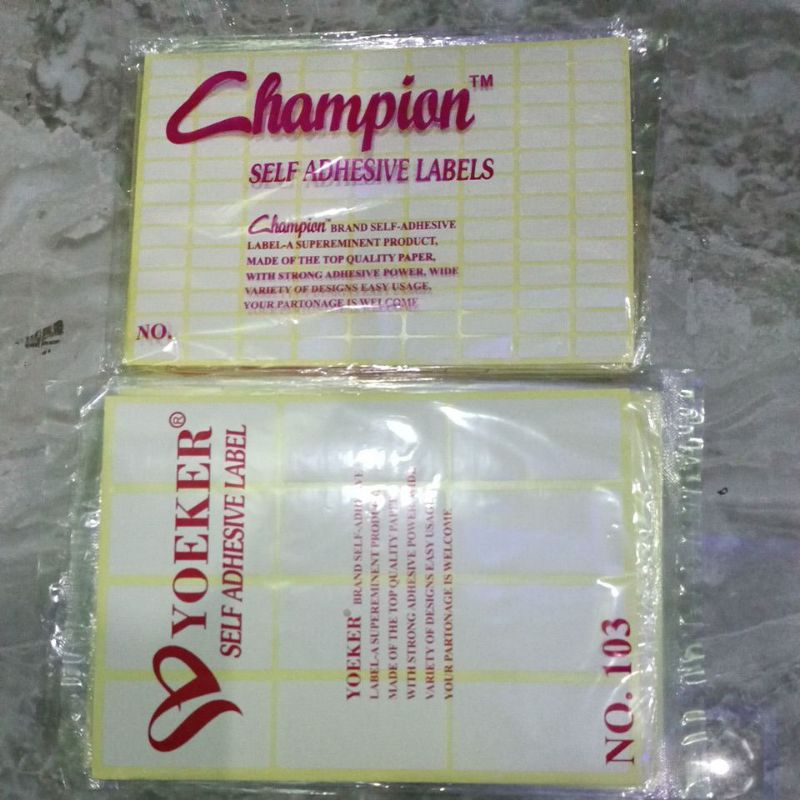 Champion™
SELF ADHESIVE LABELS
Champion™ BRAND SELF-ADHESIVE
LABEL-A SUPEREMINENT PRODUCT,
MADE OF THE TOP QUALITY PAPER,
WITH STRONG ADHESIVE POWER, WIDE
VARIETY OF DESIGNS EASY USAGE,
YOUR PARTONAGE IS WELCOME
NO.
YOEKER®
SELF ADHESIVE LABEL
YOEKER® BRAND SELF-ADHESIVE
LABEL-A SUPEREMINENT PRODUCT,
MADE OF THE TOP QUALITY PAPER,
WITH STRONG ADHESIVE POWER, WIDE
VARIETY OF DESIGNS EASY USAGE,
YOUR PARTONAGE IS WELCOME
NO. 103